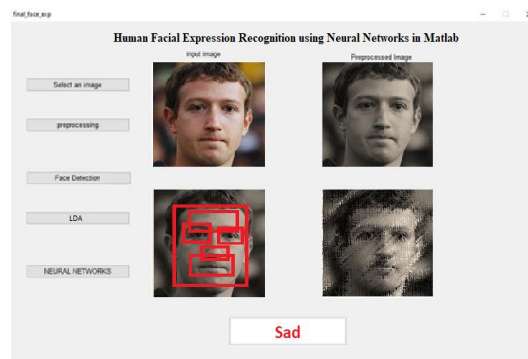 final_face_exp
Human Facial Expression Recognition using Neural Networks in Matlab
input image
Preprocessed Image
Select an image
preprocessing
Face Detection
LDA
NEURAL NETWORKS
Sad